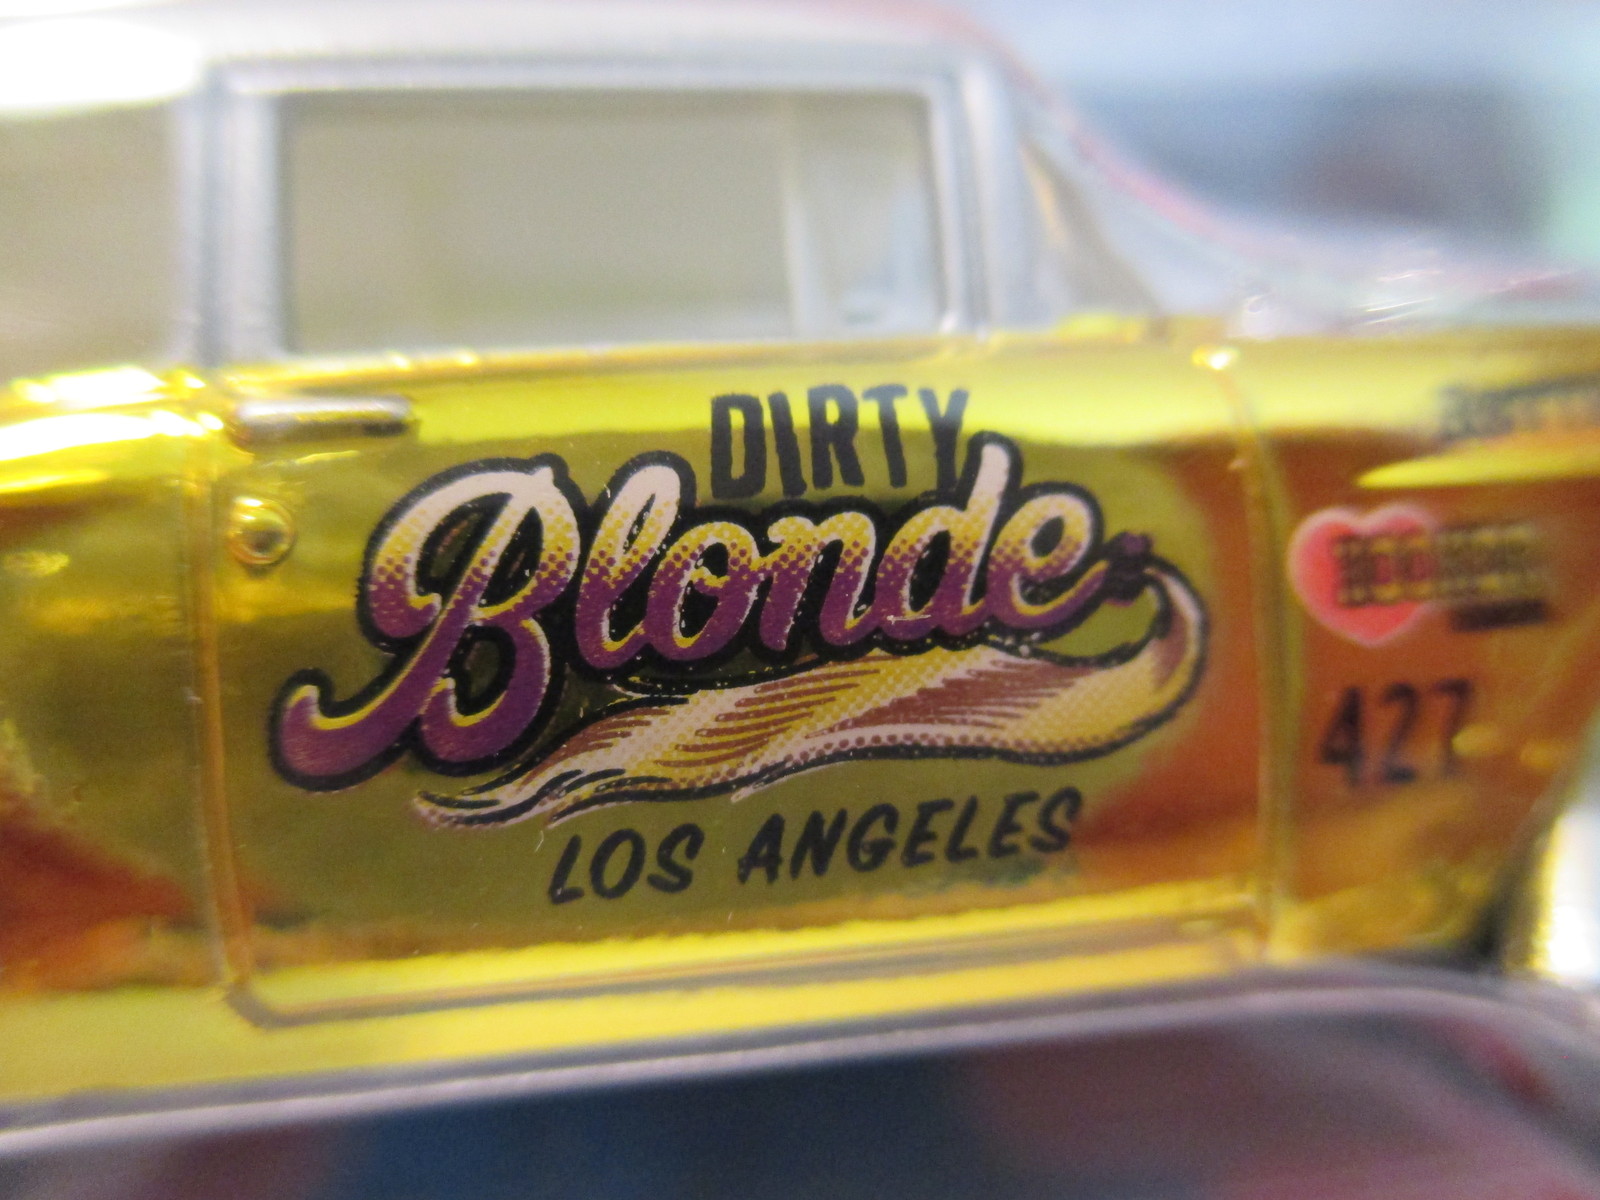 DIRTY
Blonde
LOS ANGELES
427